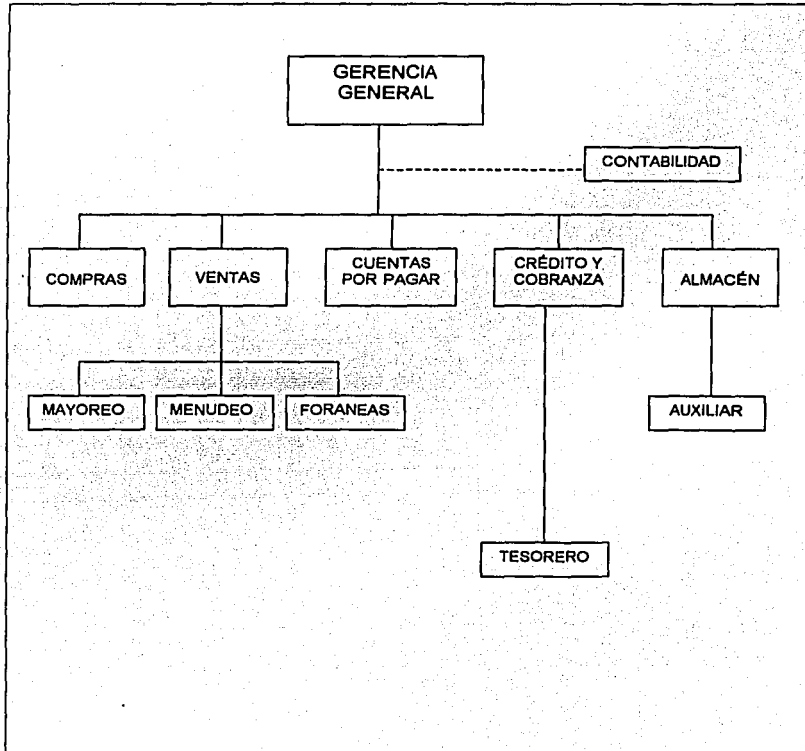 GERENCIA
GENERAL
CONTABILIDAD
COMPRAS
VENTAS
CUENTAS
POR PAGAR
CRÉDITO Y
COBRANZA
ALMACÉN
MAYOREO
MENUDEO
FORANEAS
AUXILIAR
TESORERO